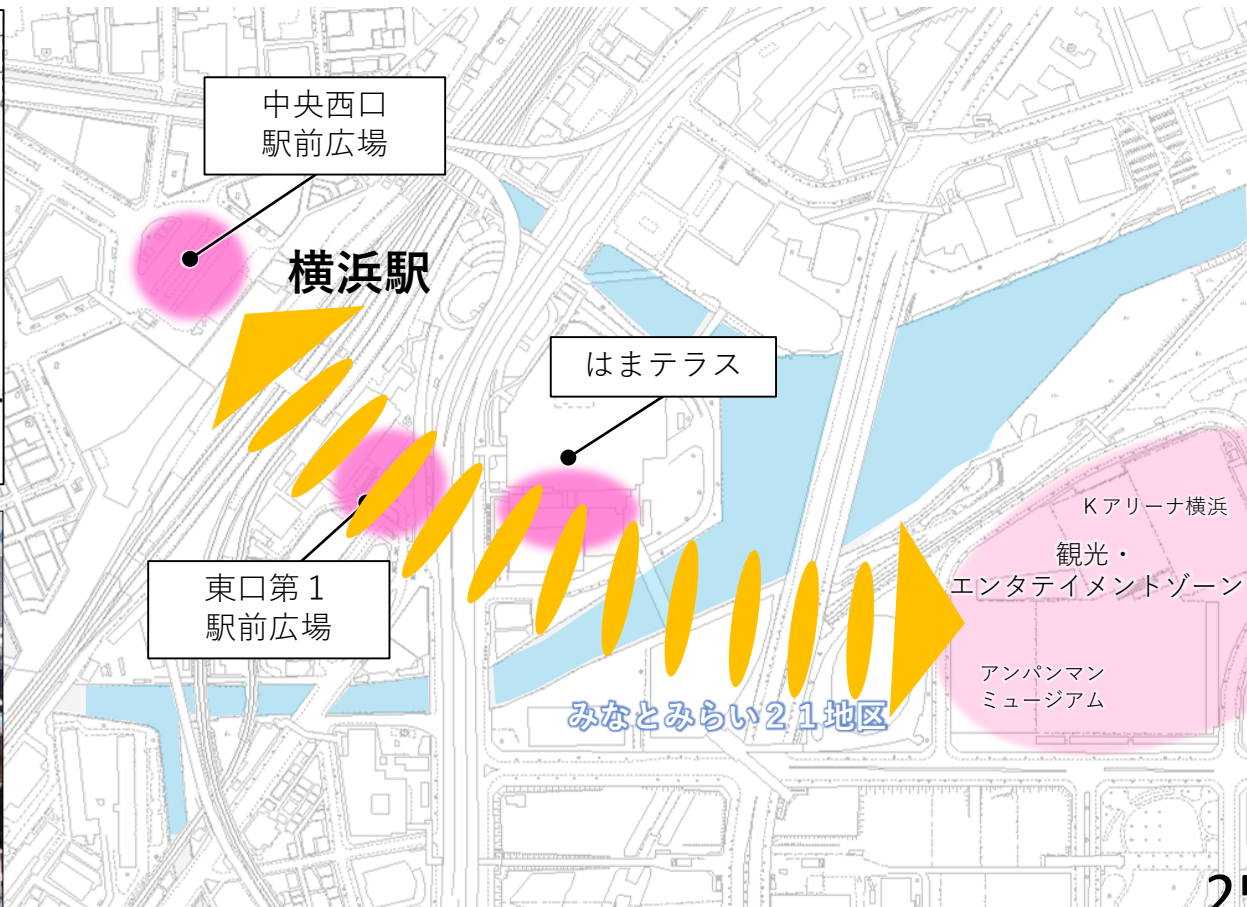 中央西口
駅前広場
横浜駅
はまテラス
Kアリーナ横浜
観光・
エンタテイメントゾーン
東口第１
駅前広場
アンパンマン
ミュージアム
みなとみらい２１地区